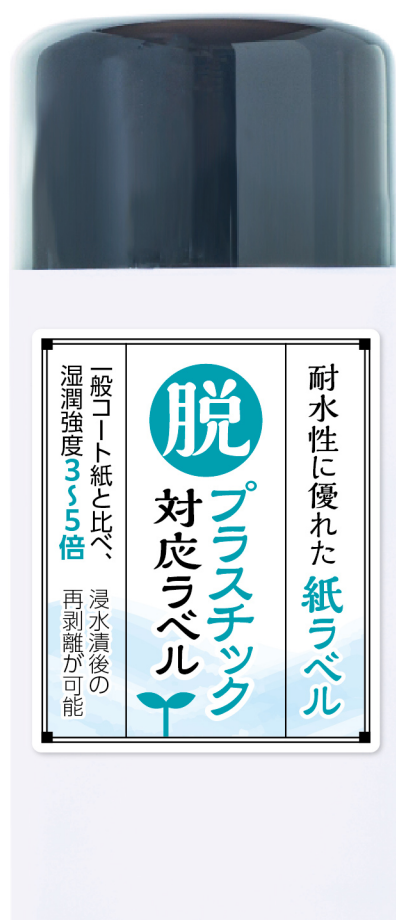 耐水性に優れた紙ラベル
脱プラスチック
対応ラベル
一般コート紙と比べ、
湿潤強度3〜5倍
浸水漬後の
再剥離が可能